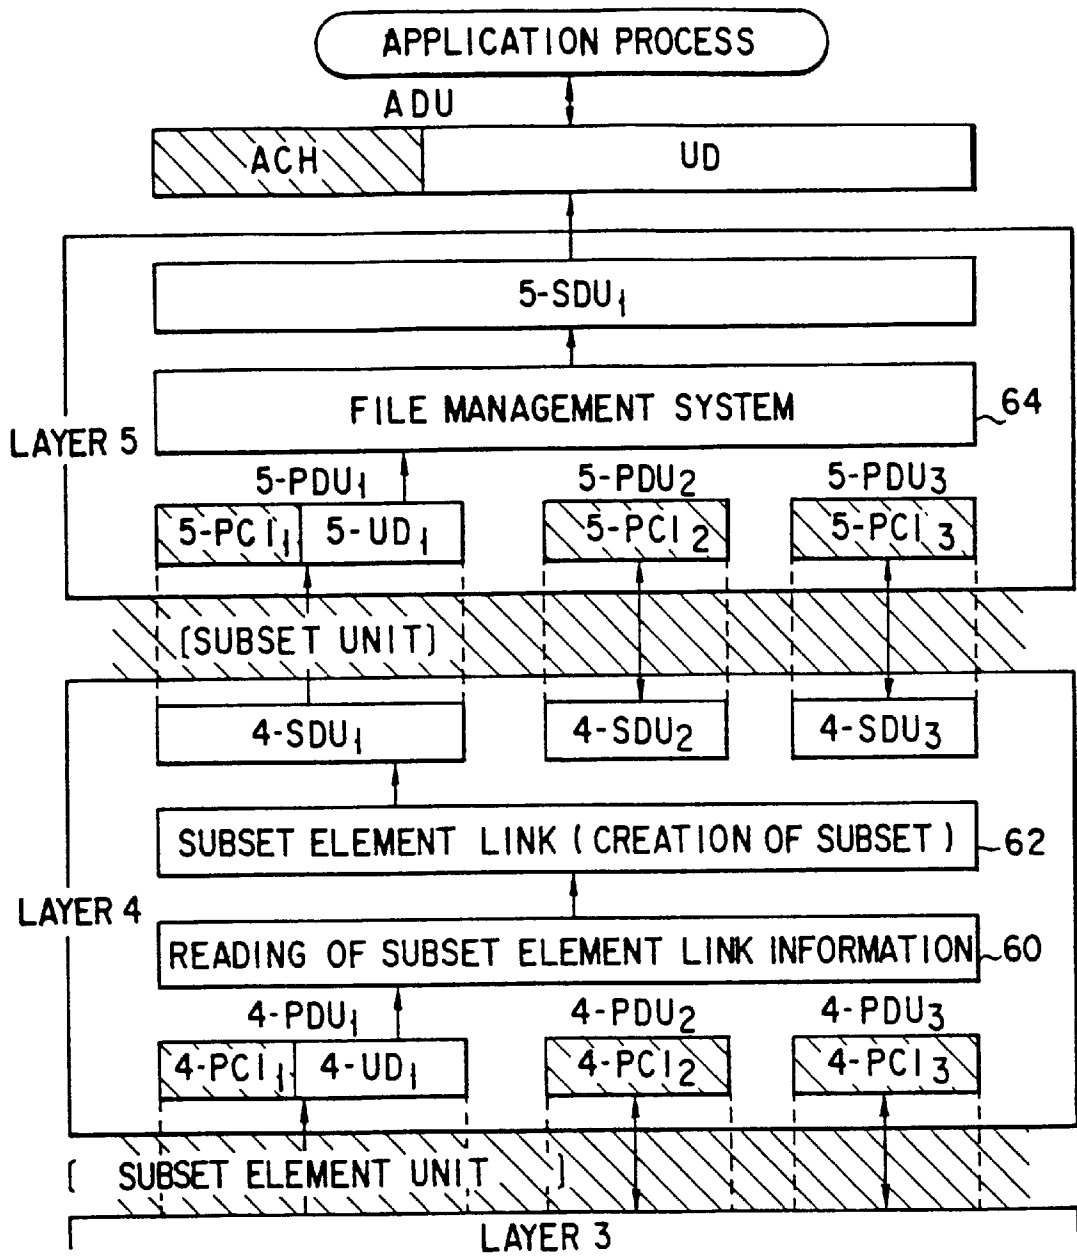 APPLICATION PROCESS
ADU
ACH UD
5-SDU₁
FILE MANAGEMENT SYSTEM 64
LAYER 5
5-PDU₁ 5-PDU₂ 5-PDU₃
5-PCI₁ 5-UD₁ 5-PCI₂ 5-PCI₃
[SUBSET UNIT]
4-SDU₁ 4-SDU₂ 4-SDU₃
SUBSET ELEMENT LINK (CREATION OF SUBSET) 62
LAYER 4
READING OF SUBSET ELEMENT LINK INFORMATION 60
4-PDU₁ 4-PDU₂ 4-PDU₃
4-PCI₁ 4-UD₁ 4-PCI₂ 4-PCI₃
[SUBSET ELEMENT UNIT]
LAYER 3